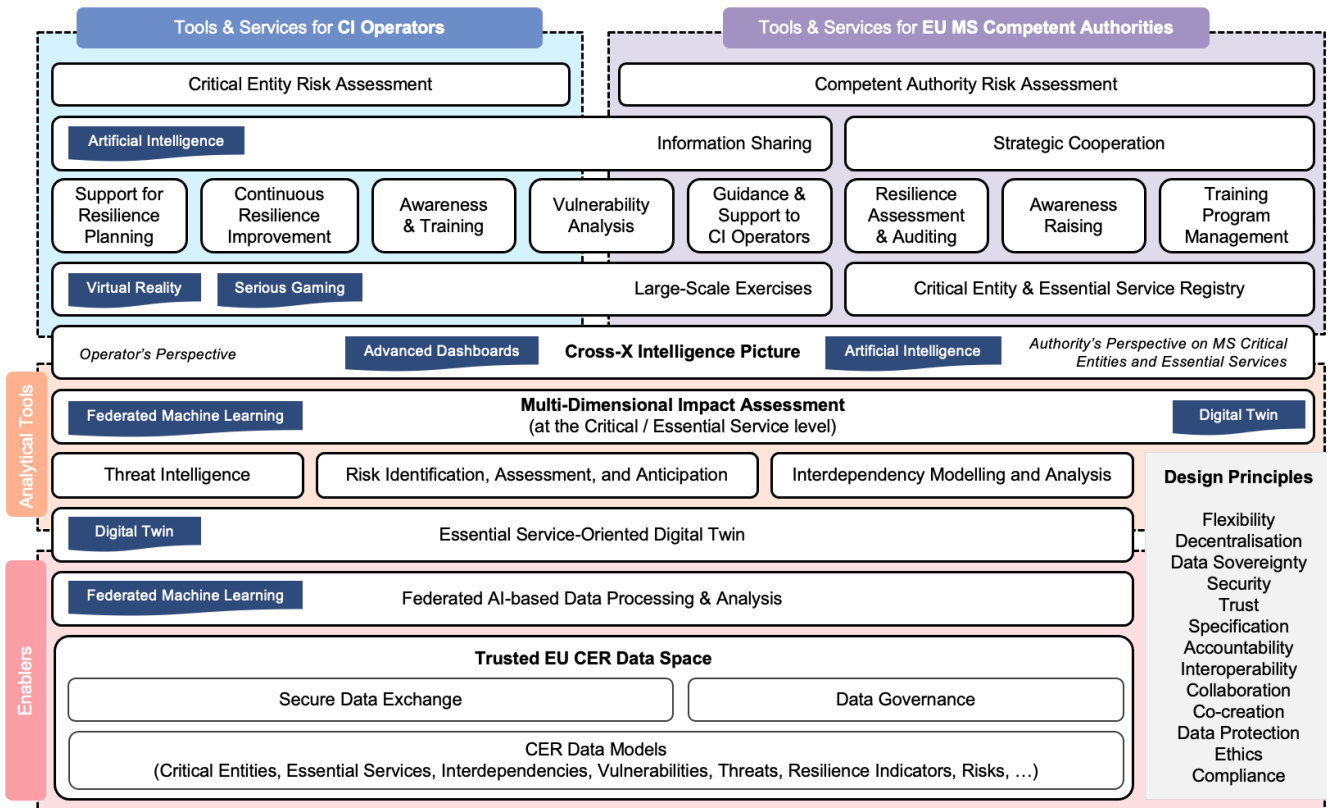 Tools & Services for CI Operators
Tools & Services for EU MS Competent Authorities
Critical Entity Risk Assessment
Competent Authority Risk Assessment
Artificial Intelligence
Information Sharing
Strategic Cooperation
Support for
Resilience
Planning
Continuous
Resilience
Improvement
Awareness
& Training
Vulnerability
Analysis
Guidance &
Support to
CI Operators
Resilience
Assessment
& Auditing
Awareness
Raising
Training
Program
Management
Virtual Reality
Serious Gaming
Large-Scale Exercises
Critical Entity & Essential Service Registry
Operator's Perspective
Advanced Dashboards
Cross-X Intelligence Picture
Artificial Intelligence
Authority's Perspective on MS Critical
Entities and Essential Services
Analytical Tools
Federated Machine Learning
Multi-Dimensional Impact Assessment
(at the Critical / Essential Service level)
Digital Twin
Threat Intelligence
Risk Identification, Assessment, and Anticipation
Interdependency Modelling and Analysis
Digital Twin
Essential Service-Oriented Digital Twin
Enablers
Federated Machine Learning
Federated AI-based Data Processing & Analysis
Trusted EU CER Data Space
Secure Data Exchange
Data Governance
CER Data Models
(Critical Entities, Essential Services, Interdependencies, Vulnerabilities, Threats, Resilience Indicators, Risks, …)
Design Principles
Flexibility
Decentralisation
Data Sovereignty
Security
Trust
Specification
Accountability
Interoperability
Collaboration
Co-creation
Data Protection
Ethics
Compliance